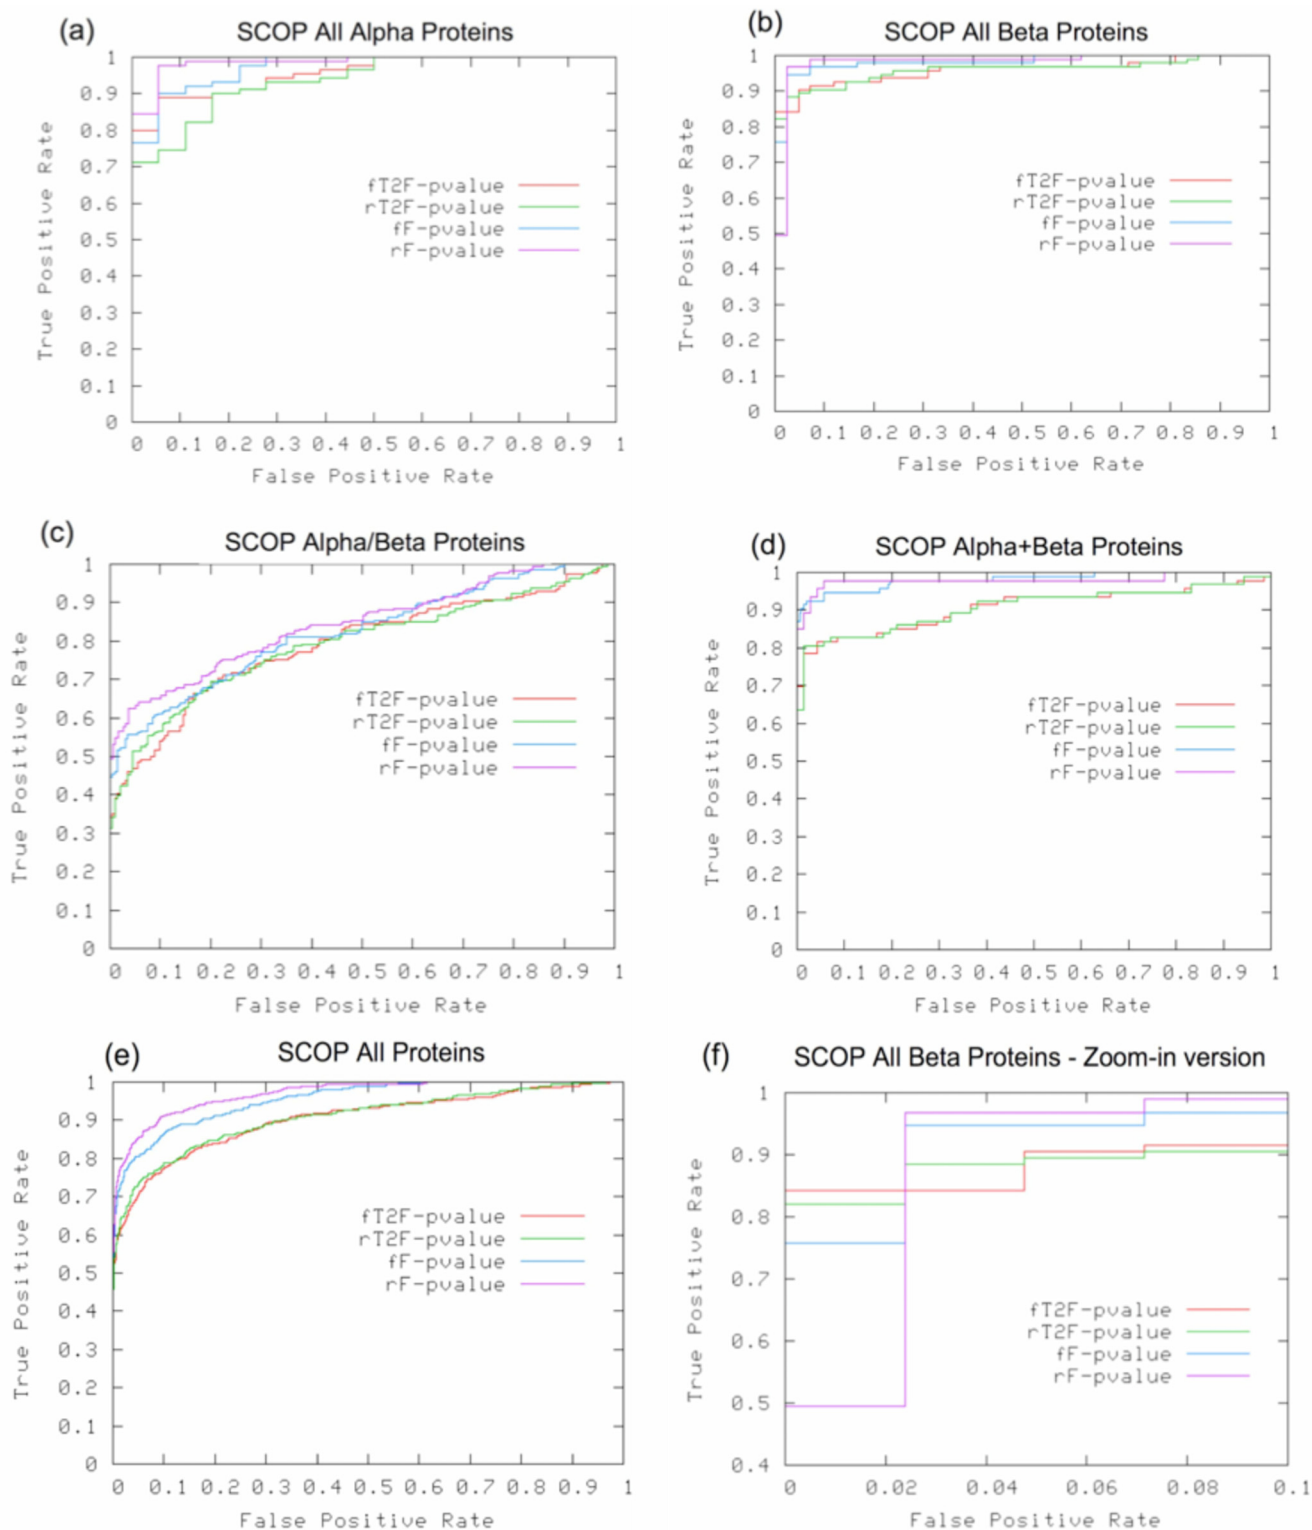 (a) SCOP All Alpha Proteins
True Positive Rate
1
0.9
0.8
0.7
0.6
0.5
0.4
0.3
0.2
0.1
0
fT2F-pvalue
rT2F-pvalue
fF-pvalue
rF-pvalue
0 0.1 0.2 0.3 0.4 0.5 0.6 0.7 0.8 0.9 1
False Positive Rate
(b) SCOP All Beta Proteins
True Positive Rate
1
0.9
0.8
0.7
0.6
0.5
0.4
0.3
0.2
0.1
0
fT2F-pvalue
rT2F-pvalue
fF-pvalue
rF-pvalue
0 0.1 0.2 0.3 0.4 0.5 0.6 0.7 0.8 0.9 1
False Positive Rate
(c) SCOP Alpha/Beta Proteins
True Positive Rate
1
0.9
0.8
0.7
0.6
0.5
0.4
0.3
0.2
0.1
0
fT2F-pvalue
rT2F-pvalue
fF-pvalue
rF-pvalue
0 0.1 0.2 0.3 0.4 0.5 0.6 0.7 0.8 0.9 1
False Positive Rate
(d) SCOP Alpha+Beta Proteins
True Positive Rate
1
0.9
0.8
0.7
0.6
0.5
0.4
0.3
0.2
0.1
0
fT2F-pvalue
rT2F-pvalue
fF-pvalue
rF-pvalue
0 0.1 0.2 0.3 0.4 0.5 0.6 0.7 0.8 0.9 1
False Positive Rate
(e) SCOP All Proteins
True Positive Rate
1
0.9
0.8
0.7
0.6
0.5
0.4
0.3
0.2
0.1
0
fT2F-pvalue
rT2F-pvalue
fF-pvalue
rF-pvalue
0 0.1 0.2 0.3 0.4 0.5 0.6 0.7 0.8 0.9 1
False Positive Rate
(f) SCOP All Beta Proteins - Zoom-in version
True Positive Rate
1
0.9
0.8
0.7
0.6
0.5
0.4
fT2F-pvalue
rT2F-pvalue
fF-pvalue
rF-pvalue
0 0.02 0.04 0.06 0.08 0.1
False Positive Rate